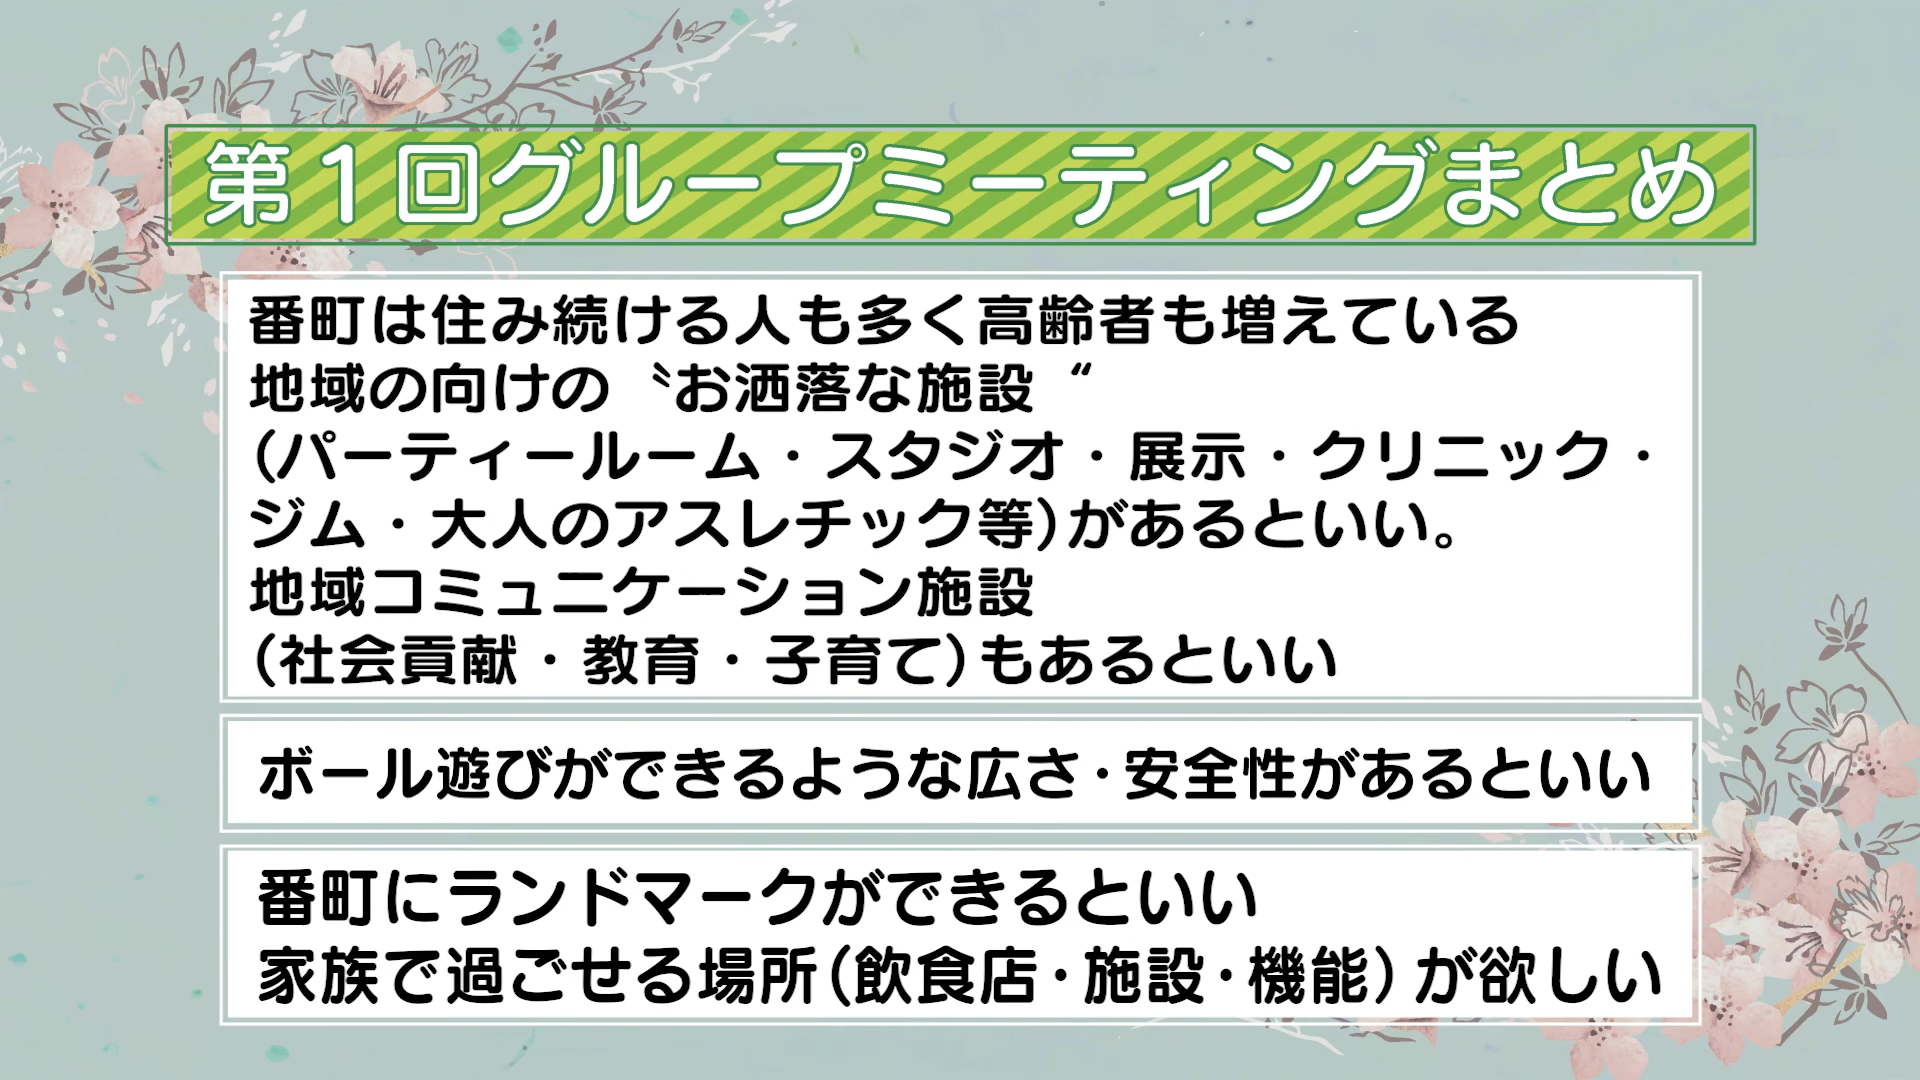 第１回グループミーティングまとめ
番町は住み続ける人も多く高齢者も増えている
地域の向けの〝お洒落な施設〝
（パーティールーム・スタジオ・展示・クリニック・
ジム・大人のアスレチック等）があるといい。
地域コミュニケーション施設
（社会貢献・教育・子育て）もあるといい
ボール遊びができるような広さ・安全性があるといい
番町にランドマークができるといい
家族で過ごせる場所（飲食店・施設・機能）が欲しい